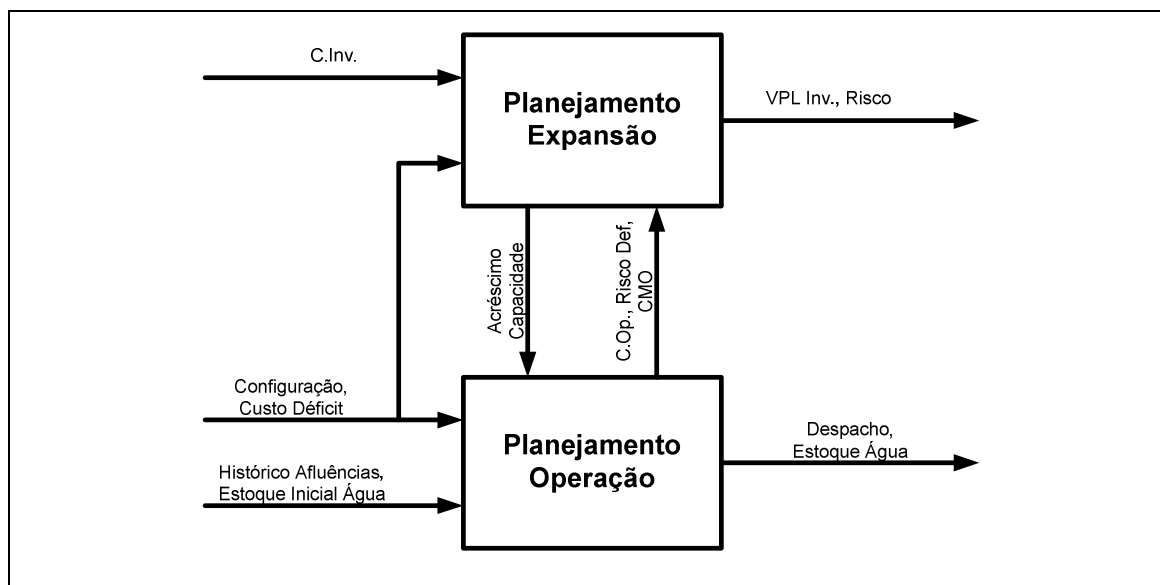 C.Inv.
Planejamento
Expansão
VPL Inv., Risco
Acréscimo
Capacidade
C.Op., Risco Def,
CMO
Configuração,
Custo Déficit
Planejamento
Operação
Despacho,
Estoque Água
Histórico Afluências,
Estoque Inicial Água